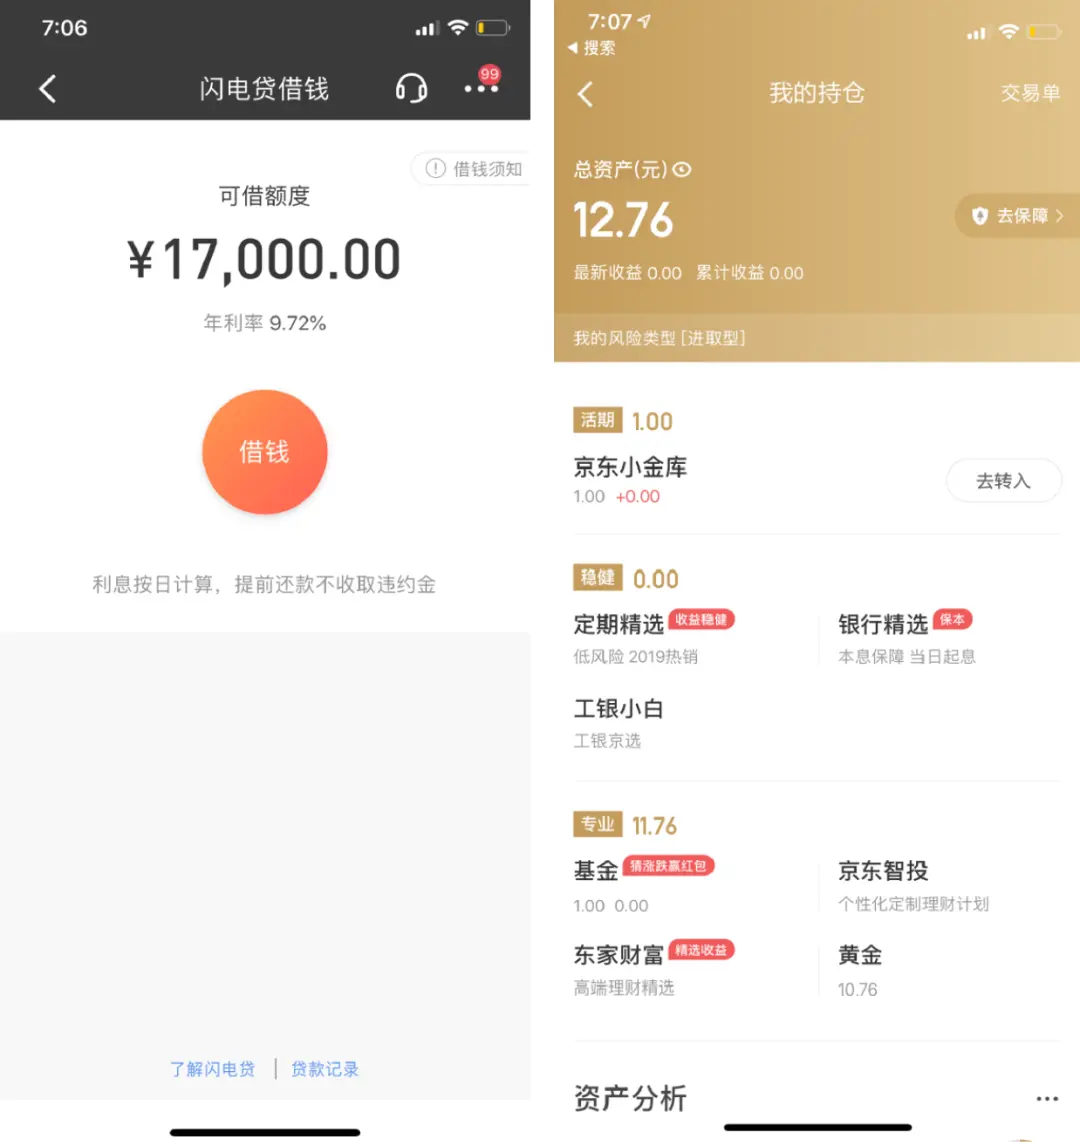 7:06
闪电贷借钱
99
借钱须知
可借额度
¥17,000.00
年利率 9.72%
借钱
利息按日计算，提前还款不收取违约金
了解闪电贷 | 贷款记录
7:07
搜索
我的持仓
交易单
总资产(元)
12.76
去保障
最新收益 0.00 累计收益 0.00
我的风险类型 [进取型]
活期 1.00
京东小金库
1.00 +0.00
去转入
稳健 0.00
定期精选 收益稳健
低风险 2019热销
银行精选 保本
本息保障 当日起息
工银小白
工银京选
专业 11.76
基金 猜涨跌赢红包
1.00 0.00
京东智投
个性化定制理财计划
东家财富 精选收益
高端理财精选
黄金
10.76
资产分析